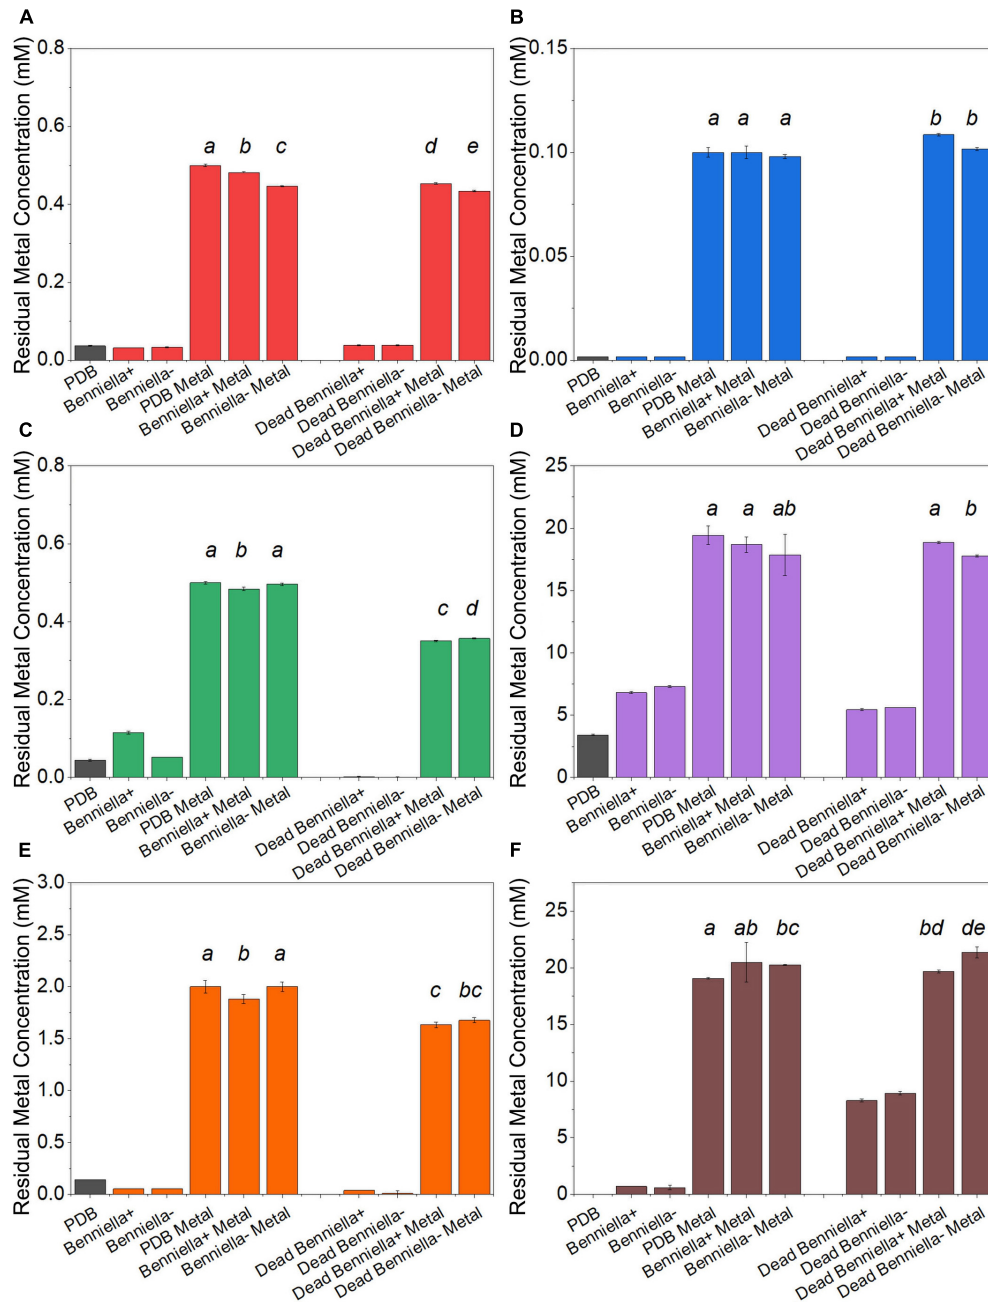 A
Residual Metal Concentration (mM)
0.8
0.6
0.4
0.2
0.0
a b c d e
PDB
Benniella+
Benniella-
PDB Metal
Benniella+ Metal
Benniella- Metal
Dead Benniella+
Dead Benniella-
Dead Benniella+ Metal
Dead Benniella- Metal
B
Residual Metal Concentration (mM)
0.15
0.10
0.05
0.00
a a a b b
PDB
Benniella+
Benniella-
PDB Metal
Benniella+ Metal
Benniella- Metal
Dead Benniella+
Dead Benniella-
Dead Benniella+ Metal
Dead Benniella- Metal
C
Residual Metal Concentration (mM)
0.8
0.6
0.4
0.2
0.0
a b a c d
PDB
Benniella+
Benniella-
PDB Metal
Benniella+ Metal
Benniella- Metal
Dead Benniella+
Dead Benniella-
Dead Benniella+ Metal
Dead Benniella- Metal
D
Residual Metal Concentration (mM)
25
20
15
10
5
0
a a ab a b
PDB
Benniella+
Benniella-
PDB Metal
Benniella+ Metal
Benniella- Metal
Dead Benniella+
Dead Benniella-
Dead Benniella+ Metal
Dead Benniella- Metal
E
Residual Metal Concentration (mM)
3.0
2.5
2.0
1.5
1.0
0.5
0.0
a b a c bc
PDB
Benniella+
Benniella-
PDB Metal
Benniella+ Metal
Benniella- Metal
Dead Benniella+
Dead Benniella-
Dead Benniella+ Metal
Dead Benniella- Metal
F
Residual Metal Concentration (mM)
25
20
15
10
5
0
a ab bc bd de
PDB
Benniella+
Benniella-
PDB Metal
Benniella+ Metal
Benniella- Metal
Dead Benniella+
Dead Benniella-
Dead Benniella+ Metal
Dead Benniella- Metal